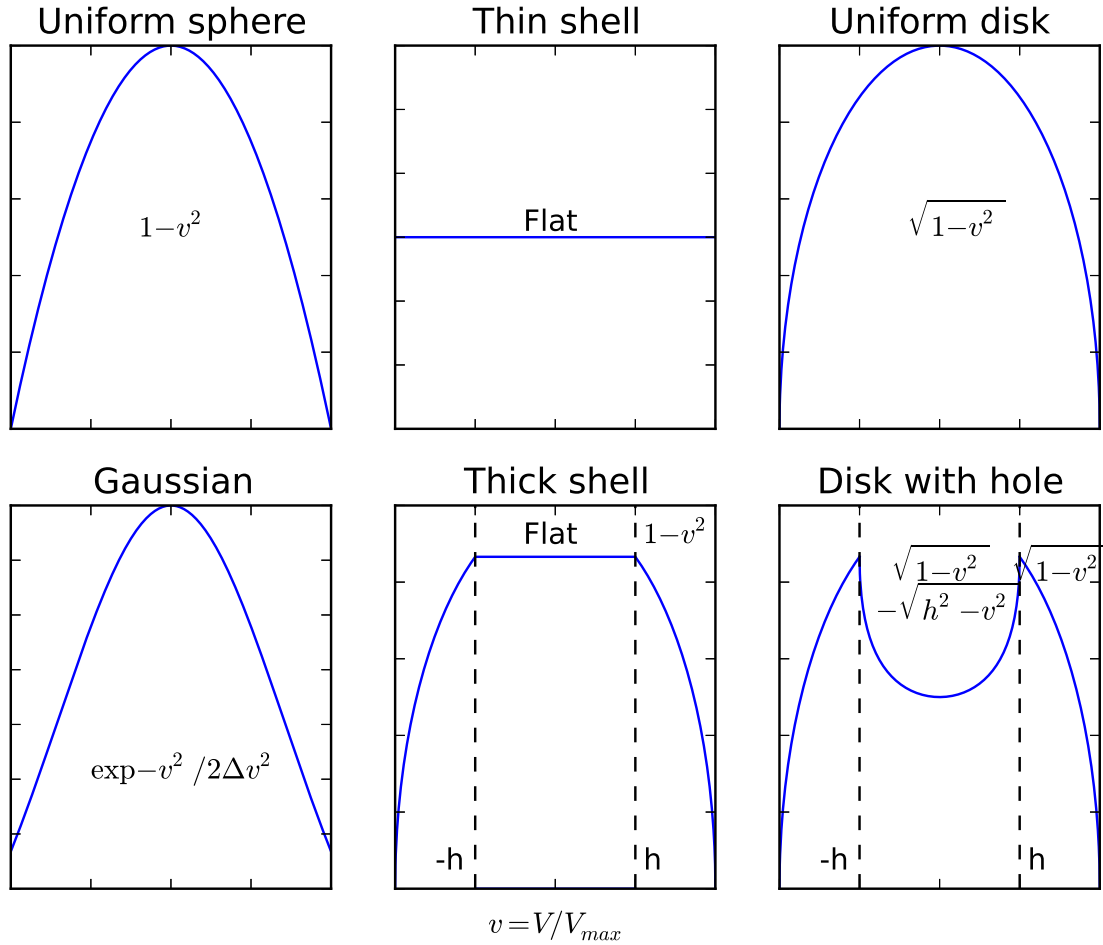 Uniform sphere
Thin shell
Uniform disk
1−v²
Flat
√1−v²
Gaussian
Thick shell
Disk with hole
exp−v² /2Δv²
Flat
1−v²
-h
h
√1−v²
−√h² −v²
√1−v²
-h
h
v=V/V_max